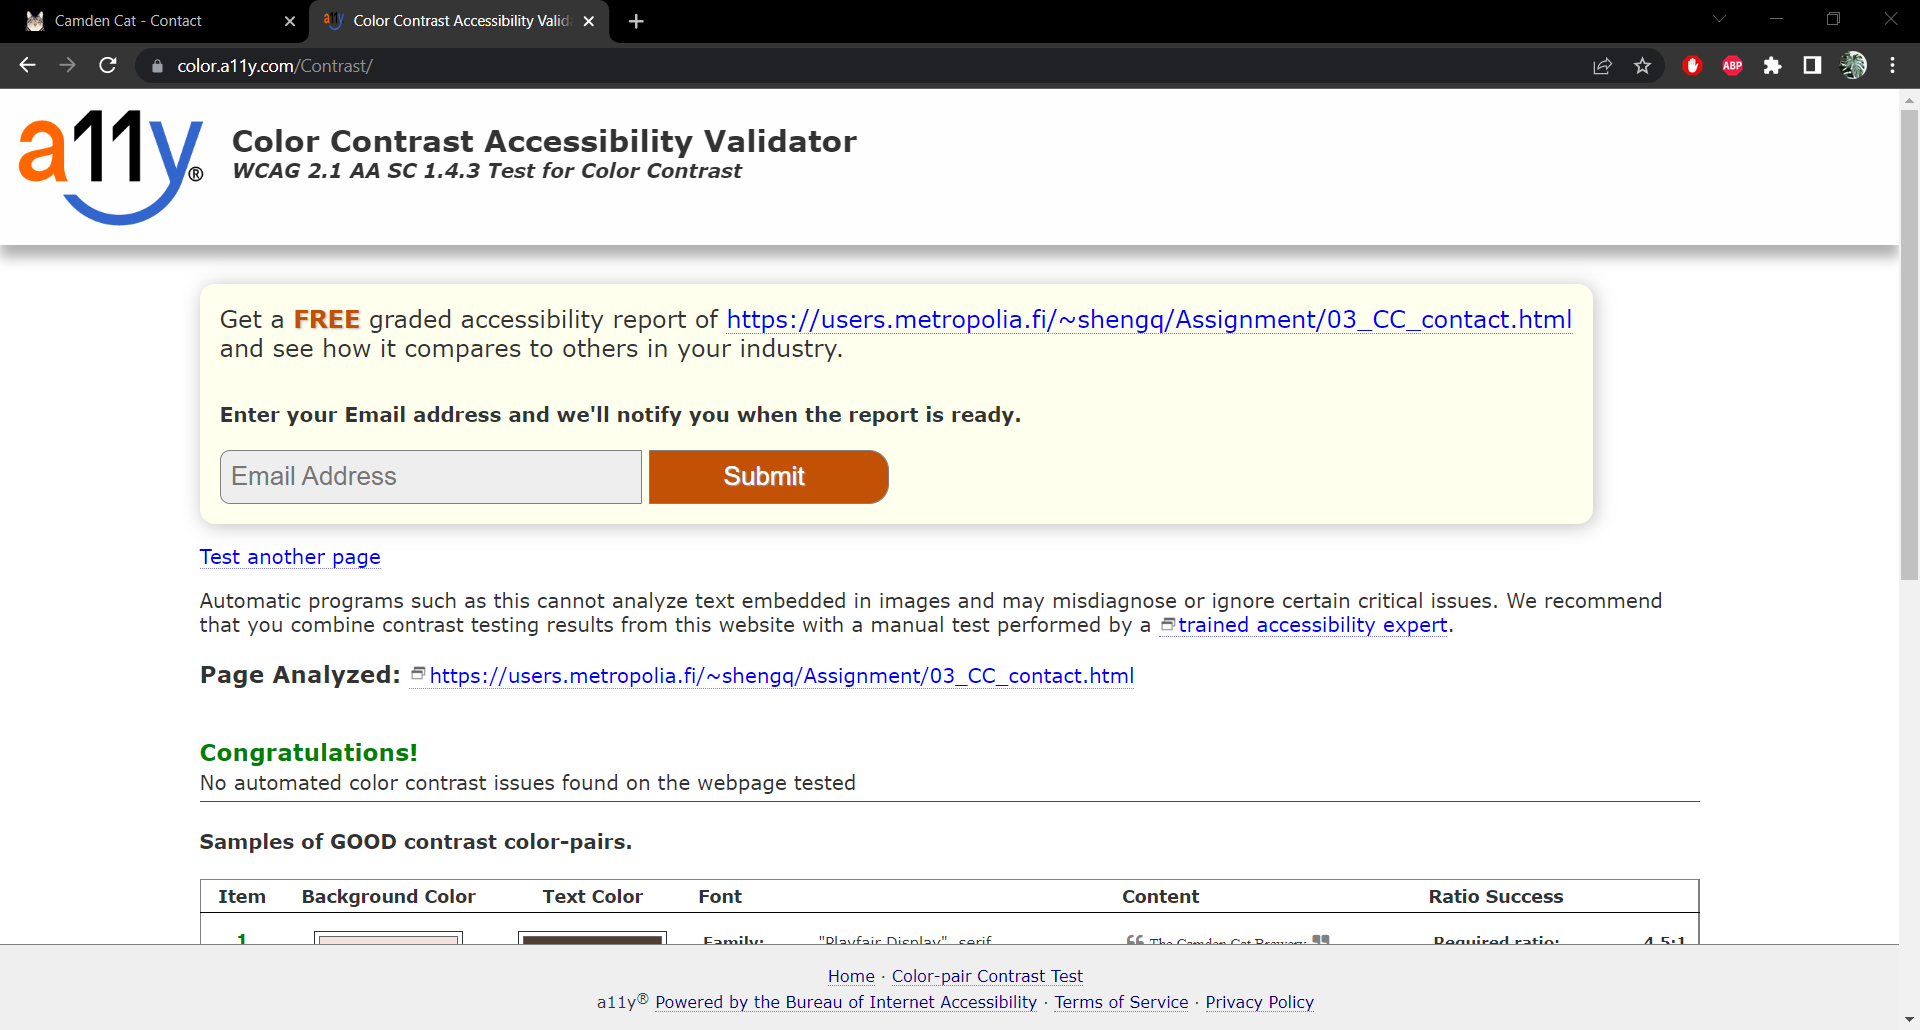 Camden Cat - Contact
Color Contrast Accessibility Valid
color.a11y.com/Contrast/
ABP
a11y®
Color Contrast Accessibility Validator
WCAG 2.1 AA SC 1.4.3 Test for Color Contrast
Get a FREE graded accessibility report of https://users.metropolia.fi/~shengq/Assignment/03_CC_contact.html
and see how it compares to others in your industry.
Enter your Email address and we'll notify you when the report is ready.
Email Address
Submit
Test another page
Automatic programs such as this cannot analyze text embedded in images and may misdiagnose or ignore certain critical issues. We recommend
that you combine contrast testing results from this website with a manual test performed by a trained accessibility expert.
Page Analyzed: https://users.metropolia.fi/~shengq/Assignment/03_CC_contact.html
Congratulations!
No automated color contrast issues found on the webpage tested
Samples of GOOD contrast color-pairs.
Item Background Color Text Color Font Content Ratio Success
1 Family: "Playfair Display", serif The Camden Cat Brewery: Required ratio: 4.5:1
Home · Color-pair Contrast Test
a11y® Powered by the Bureau of Internet Accessibility · Terms of Service · Privacy Policy